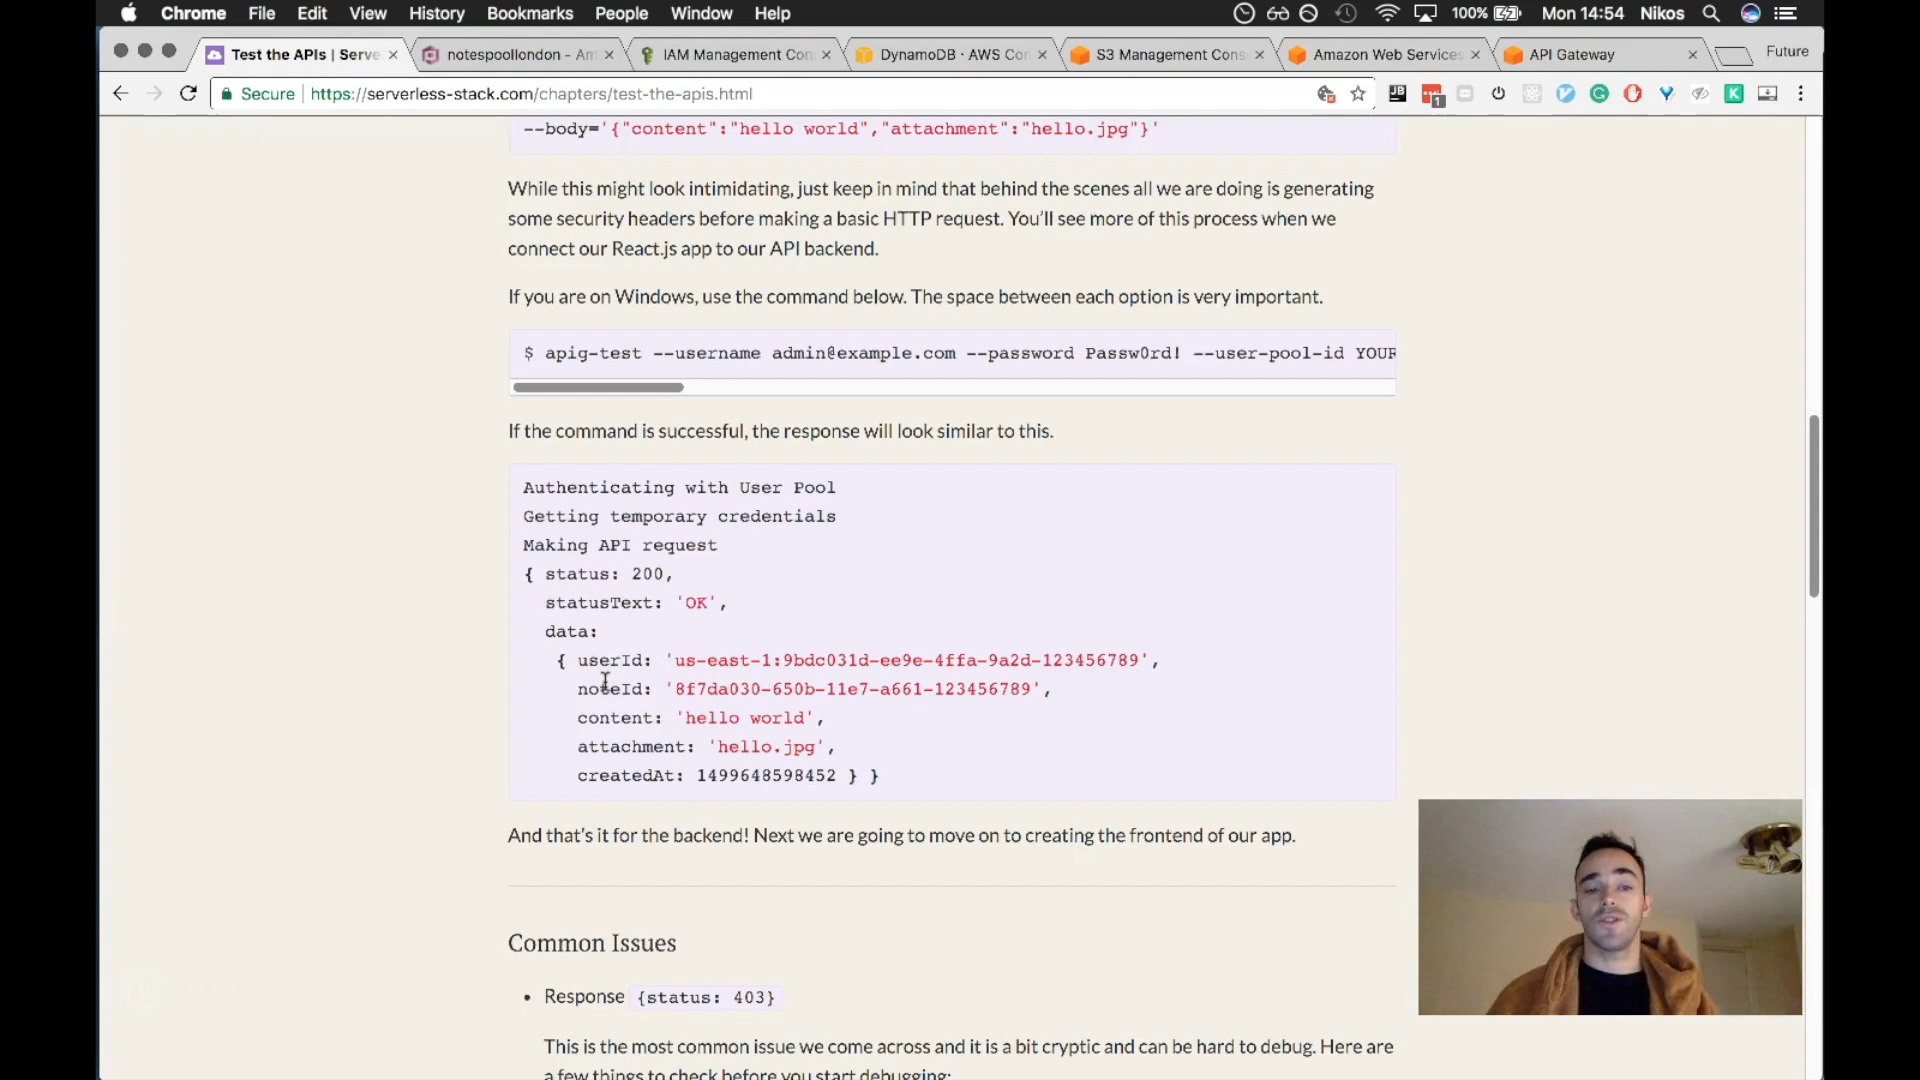 Chrome File Edit View History Bookmarks People Window Help 100% Mon 14:54 Nikos
Test the APIs | Serve notespoollondon - Am IAM Management Con DynamoDB · AWS Con S3 Management Cons Amazon Web Services API Gateway Future
Secure https://serverless-stack.com/chapters/test-the-apis.html
--body='{"content":"hello world","attachment":"hello.jpg"}'
While this might look intimidating, just keep in mind that behind the scenes all we are doing is generating
some security headers before making a basic HTTP request. You’ll see more of this process when we
connect our React.js app to our API backend.
If you are on Windows, use the command below. The space between each option is very important.
$ apig-test --username admin@example.com --password Passw0rd! --user-pool-id YOUR
If the command is successful, the response will look similar to this.
Authenticating with User Pool
Getting temporary credentials
Making API request
{ status: 200,
statusText: 'OK',
data:
{ userId: 'us-east-1:9bdc031d-ee9e-4ffa-9a2d-123456789',
noteId: '8f7da030-650b-11e7-a661-123456789',
content: 'hello world',
attachment: 'hello.jpg',
createdAt: 1499648598452 } }
And that’s it for the backend! Next we are going to move on to creating the frontend of our app.
Common Issues
• Response {status: 403}
This is the most common issue we come across and it is a bit cryptic and can be hard to debug. Here are
a few things to check before you start debugging: